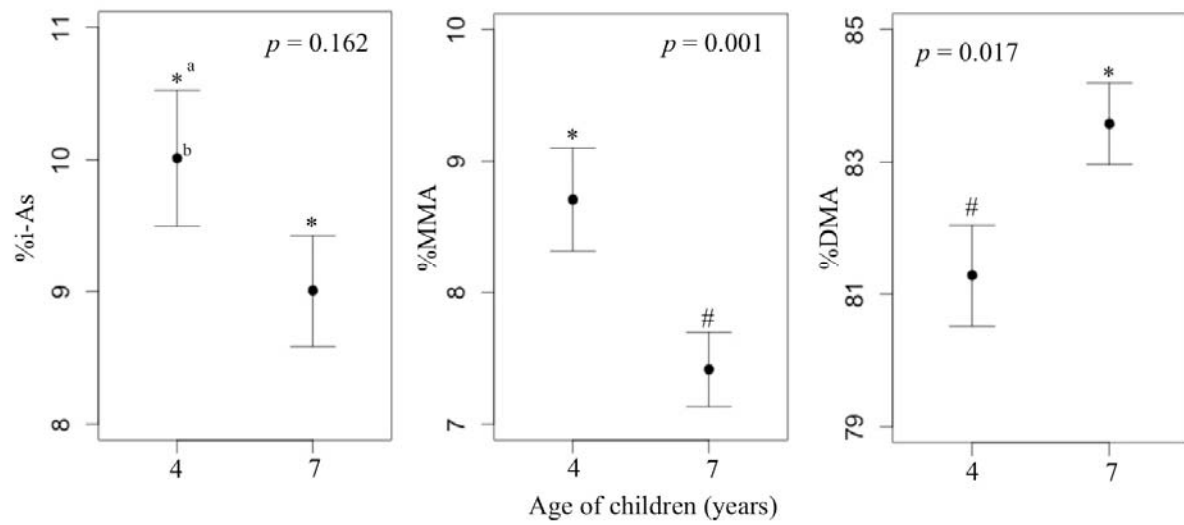 p = 0.162
%i-As
11
10
9
8
* a
b
*
4
7
p = 0.001
%MMA
10
9
8
7
*
#
4
7
p = 0.017
%DMA
85
83
81
79
#
*
4
7
Age of children (years)